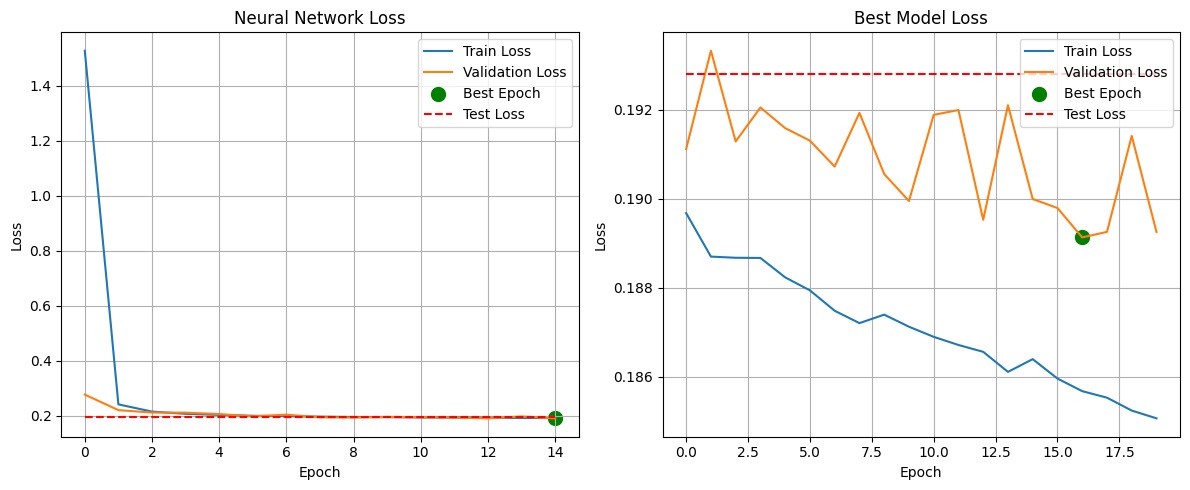 Neural Network Loss
Train Loss
Validation Loss
Best Epoch
Test Loss
Loss
1.4
1.2
1.0
0.8
0.6
0.4
0.2
0 2 4 6 8 10 12 14
Epoch
Best Model Loss
Train Loss
Validation Loss
Best Epoch
Test Loss
Loss
0.192
0.190
0.188
0.186
0.0 2.5 5.0 7.5 10.0 12.5 15.0 17.5
Epoch